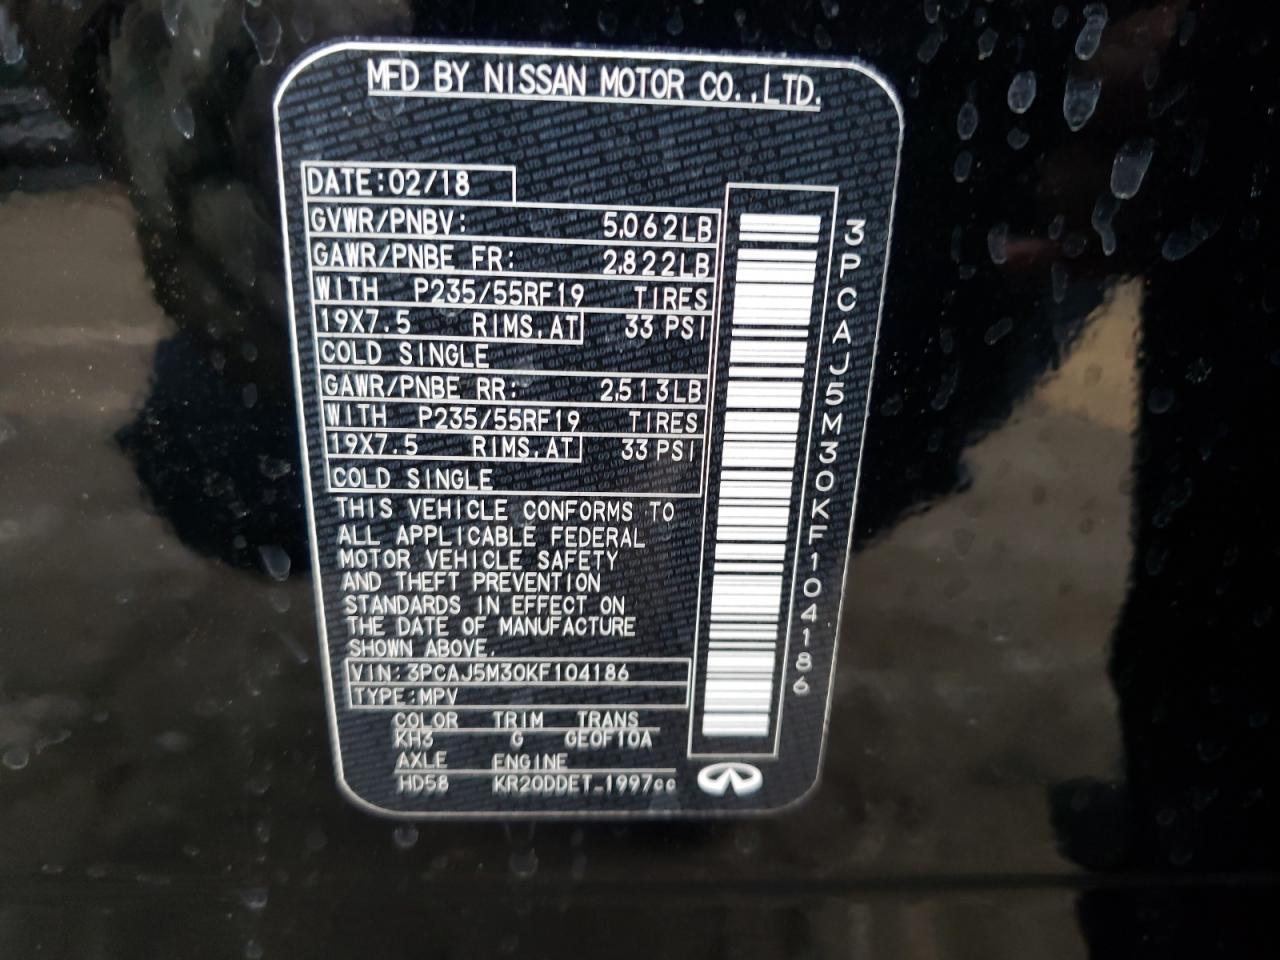 MFD BY NISSAN MOTOR CO.,LTD.
DATE:02/18
GVWR/PNBV: 5,062LB
GAWR/PNBE FR: 2,822LB
WITH P235/55RF19 TIRES
19X7.5 RIMS,AT 33 PSI
COLD SINGLE
GAWR/PNBE RR: 2,513LB
WITH P235/55RF19 TIRES
19X7.5 RIMS,AT 33 PSI
COLD SINGLE
THIS VEHICLE CONFORMS TO
ALL APPLICABLE FEDERAL
MOTOR VEHICLE SAFETY
AND THEFT PREVENTION
STANDARDS IN EFFECT ON
THE DATE OF MANUFACTURE
SHOWN ABOVE.
VIN:3PCAJ5M30KF104186
TYPE:MPV
COLOR TRIM TRANS
KH3 G GEOF10A
AXLE ENGINE
HD58 KR20DDET_1997cc
3PCAJ5M30KF104186